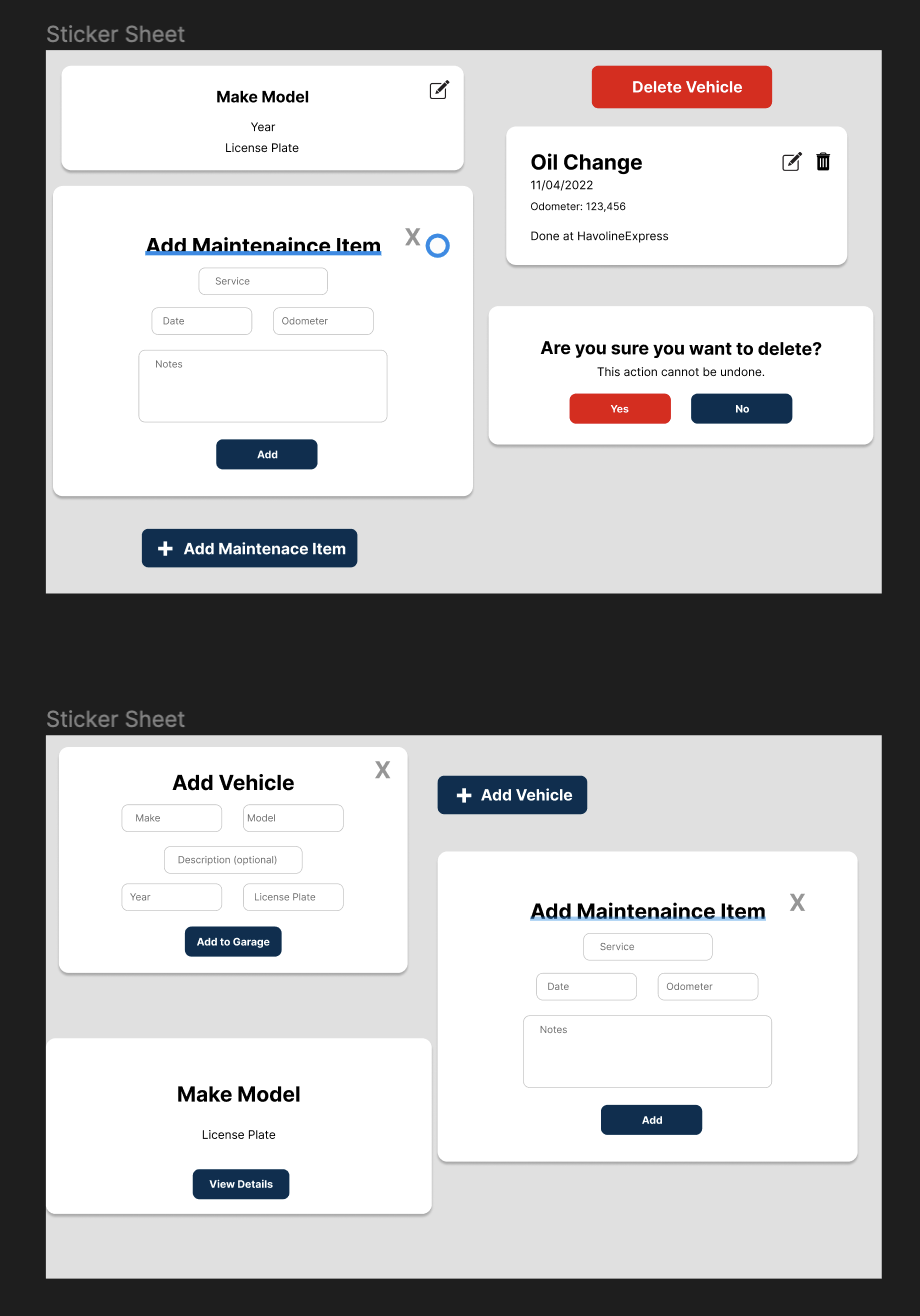 Sticker Sheet
Make Model
Year
License Plate
Add Maintenaince Item
X
Service
Date
Odometer
Notes
Add
Add Maintenace Item
Delete Vehicle
Oil Change
11/04/2022
Odometer: 123,456
Done at HavolineExpress
Are you sure you want to delete?
This action cannot be undone.
Yes
No
Sticker Sheet
Add Vehicle
X
Make
Model
Description (optional)
Year
License Plate
Add to Garage
Make Model
License Plate
View Details
Add Vehicle
Add Maintenaince Item
X
Service
Date
Odometer
Notes
Add